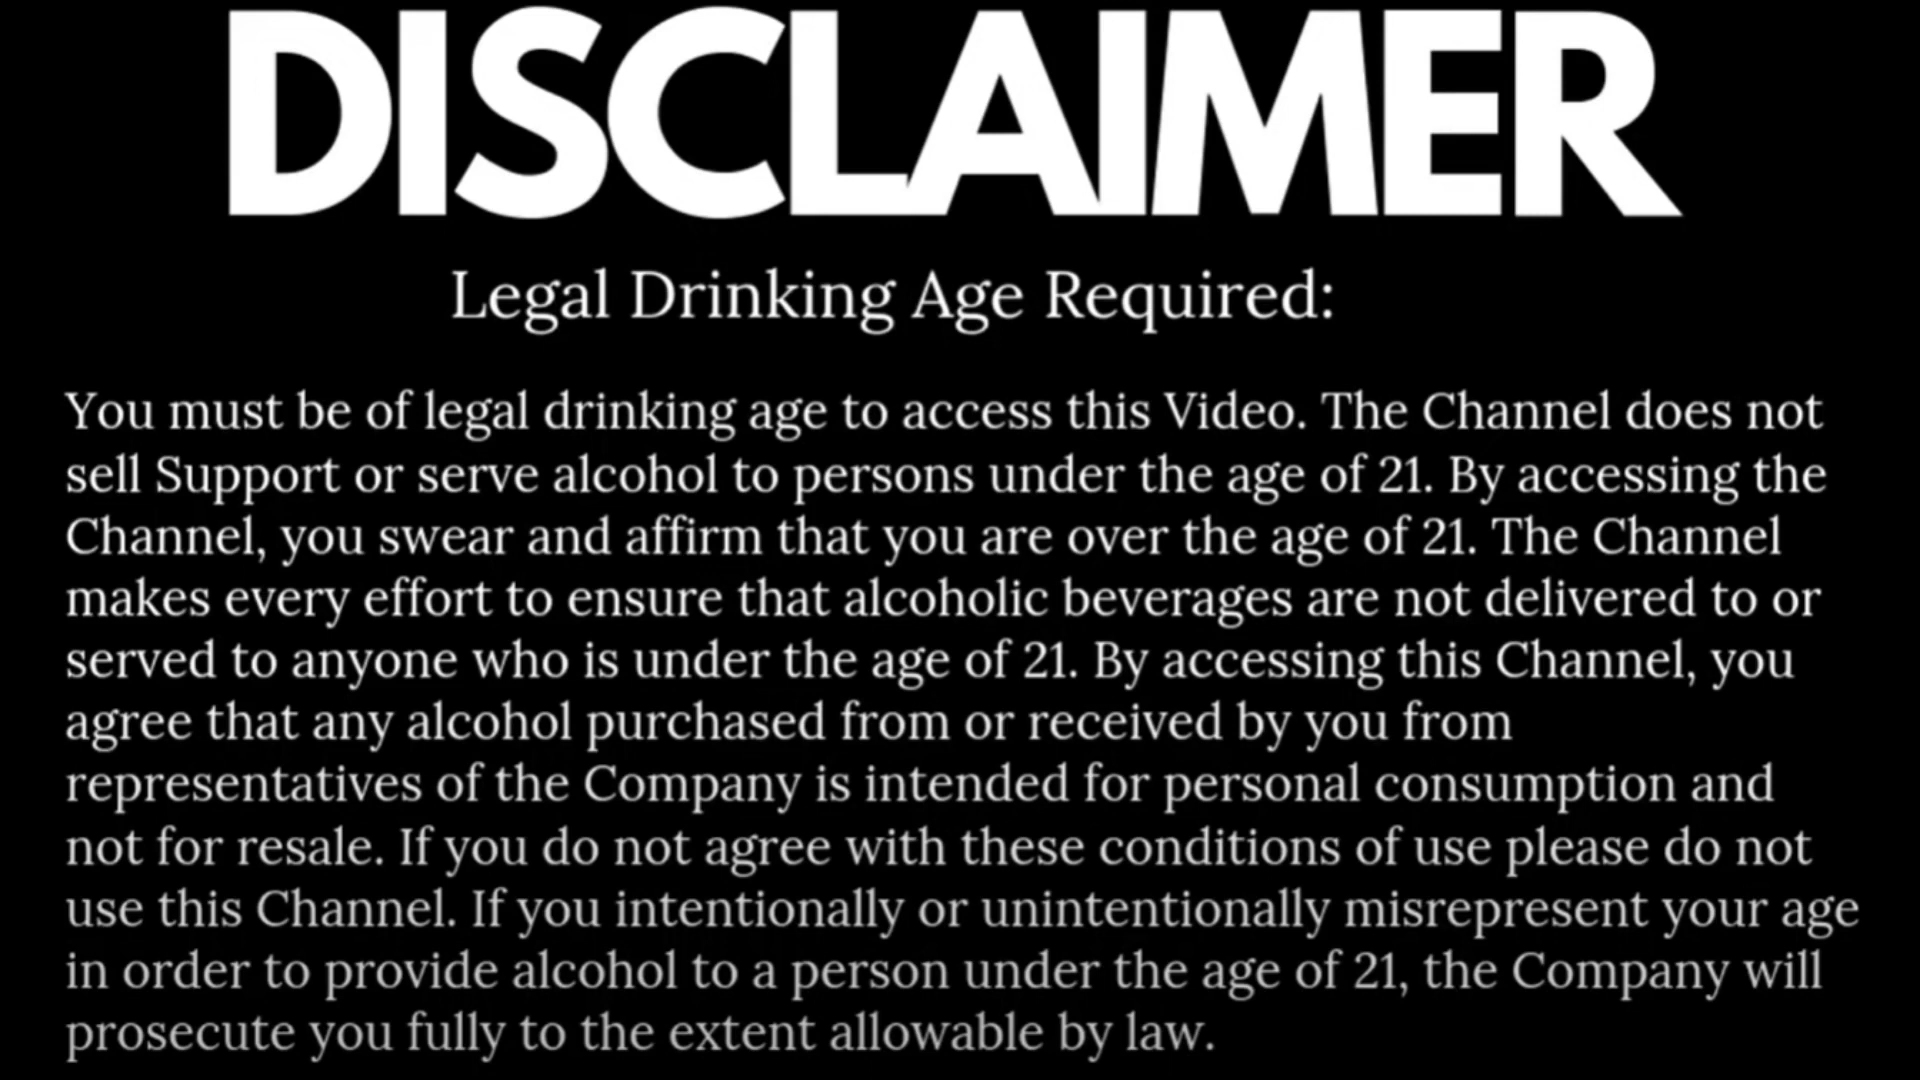 DISCLAIMER
Legal Drinking Age Required:
You must be of legal drinking age to access this Video. The Channel does not
sell Support or serve alcohol to persons under the age of 21. By accessing the
Channel, you swear and affirm that you are over the age of 21. The Channel
makes every effort to ensure that alcoholic beverages are not delivered to or
served to anyone who is under the age of 21. By accessing this Channel, you
agree that any alcohol purchased from or received by you from
representatives of the Company is intended for personal consumption and
not for resale. If you do not agree with these conditions of use please do not
use this Channel. If you intentionally or unintentionally misrepresent your age
in order to provide alcohol to a person under the age of 21, the Company will
prosecute you fully to the extent allowable by law.